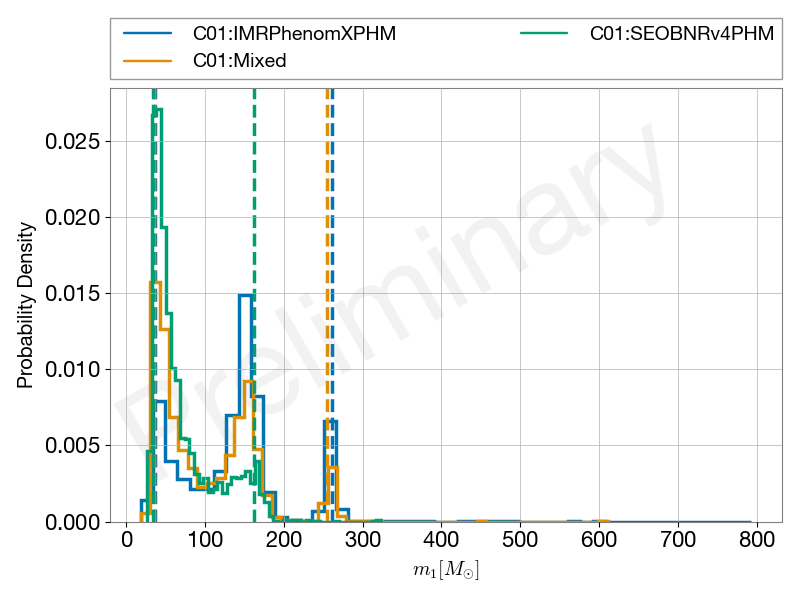 C01:IMRPhenomXPHM
C01:SEOBNRv4PHM
C01:Mixed
Preliminary
Probability Density
0.025
0.020
0.015
0.010
0.005
0.000
0 100 200 300 400 500 600 700 800
m₁[M☉]